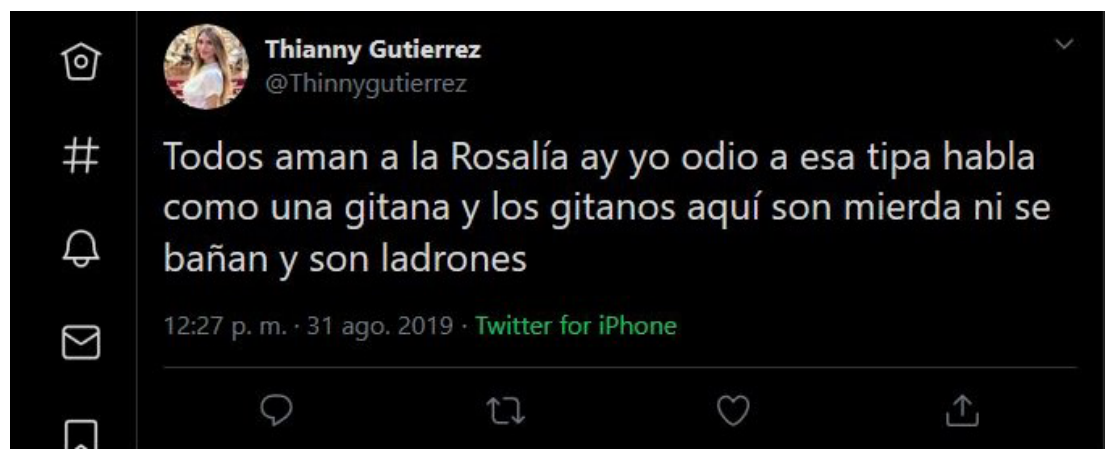 Thianny Gutierrez
@Thinnygutierrez
Todos aman a la Rosalía ay yo odio a esa tipa habla
como una gitana y los gitanos aquí son mierda ni se
bañan y son ladrones
12:27 p. m. · 31 ago. 2019 · Twitter for iPhone